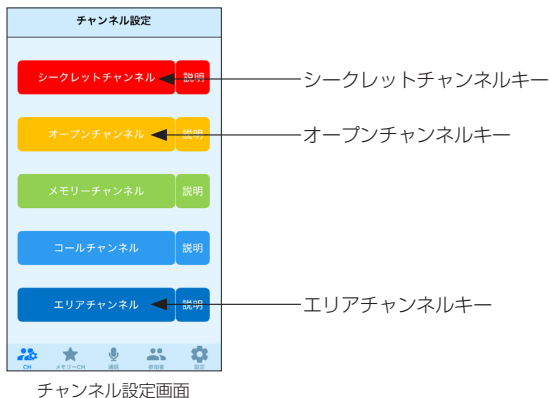 チャンネル設定
シークレットチャンネル 説明 シークレットチャンネルキー
オープンチャンネル 説明 オープンチャンネルキー
メモリーチャンネル 説明
コールチャンネル 説明
エリアチャンネル 説明 エリアチャンネルキー
CH メモリーCH 通話 参加者 設定
チャンネル設定画面